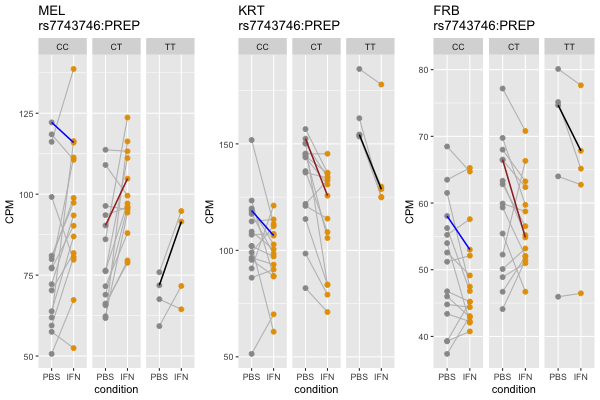 MEL
rs7743746:PREP
CC CT TT
CPM
125
100
75
50
PBS IFN PBS IFN PBS IFN
condition
KRT
rs7743746:PREP
CC CT TT
CPM
150
100
50
PBS IFN PBS IFN PBS IFN
condition
FRB
rs7743746:PREP
CC CT TT
CPM
80
70
60
50
40
PBS IFN PBS IFN PBS IFN
condition